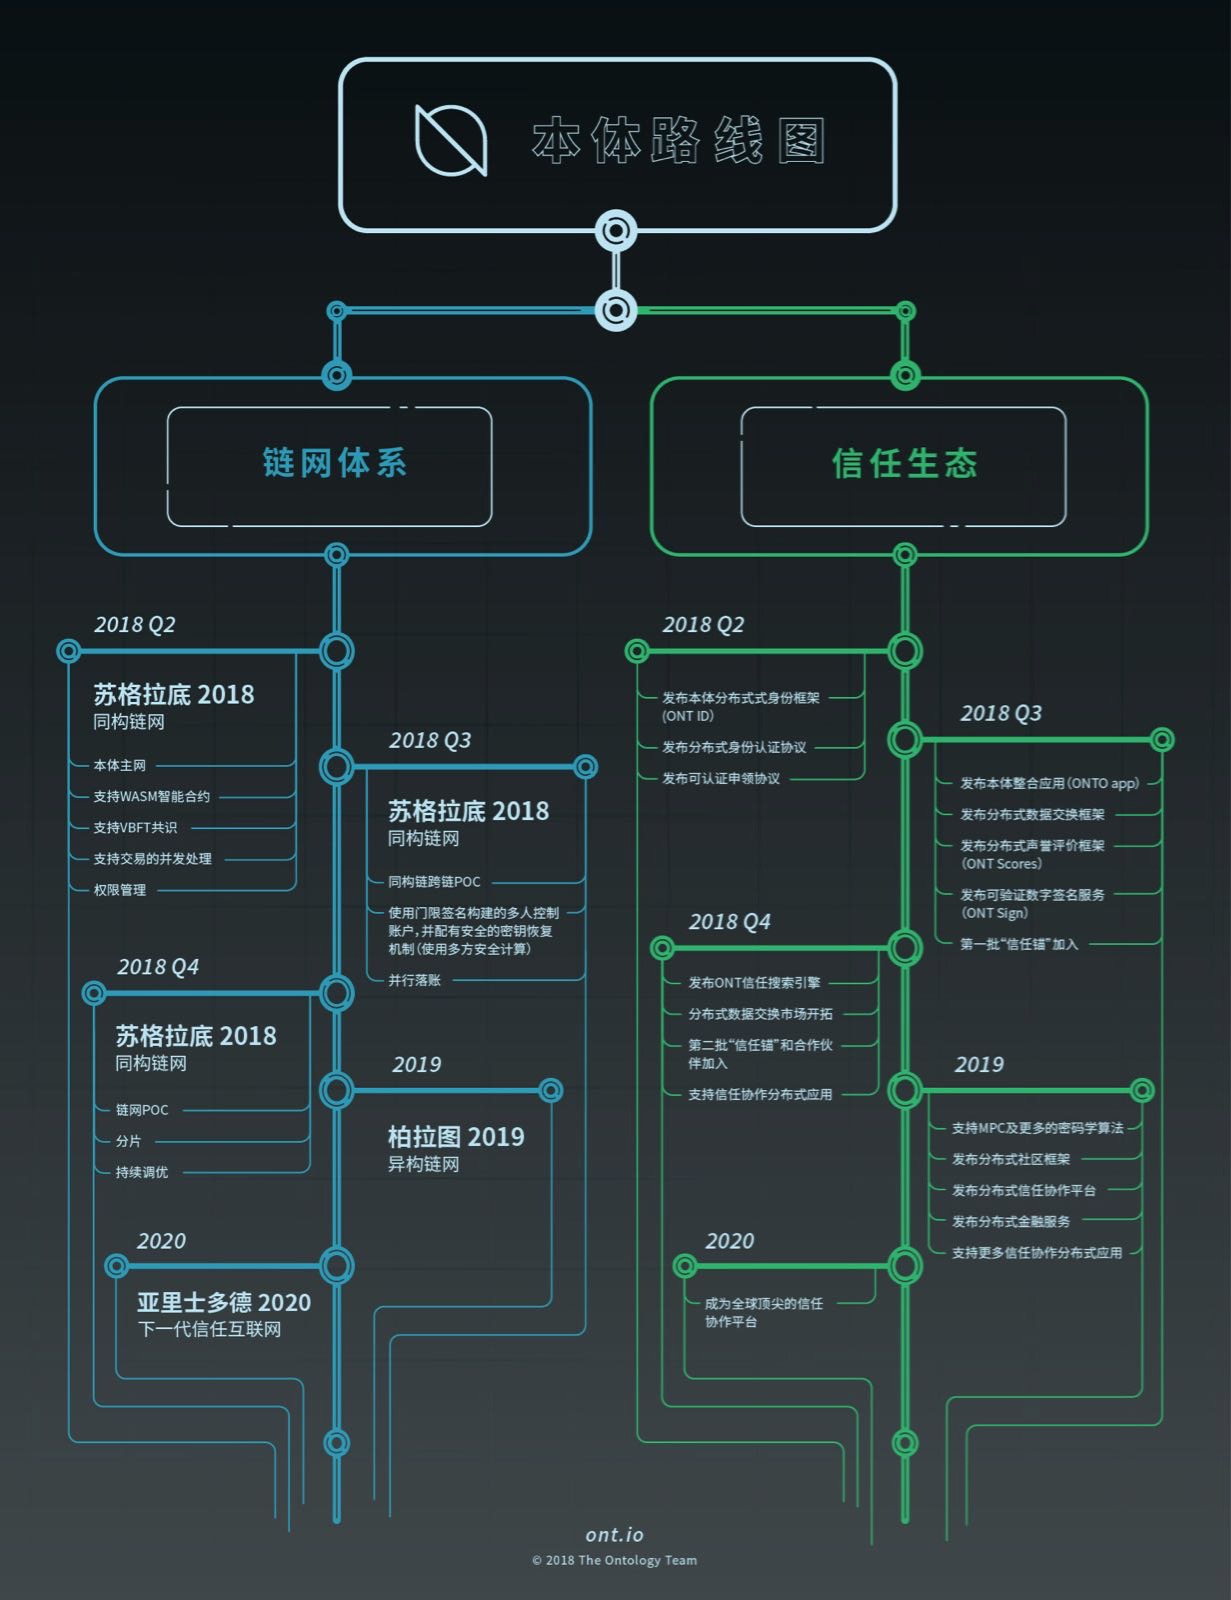 本体路线图
链网体系
2018 Q2
苏格拉底 2018
同构链网
本体主网
支持WASM智能合约
支持VBFT共识
支持交易的并发处理
权限管理
2018 Q3
苏格拉底 2018
同构链网
同构链跨链POC
使用门限签名构建的多人控制
账户，并配有安全的密钥恢复
机制（使用多方安全计算）
并行落账
2018 Q4
苏格拉底 2018
同构链网
链网POC
分片
持续调优
2019
柏拉图 2019
异构链网
2020
亚里士多德 2020
下一代信任互联网
信任生态
2018 Q2
发布本体分布式式身份框架
(ONT ID)
发布分布式身份认证协议
发布可认证申领协议
2018 Q3
发布本体整合应用（ONTO app）
发布分布式数据交换框架
发布分布式声誉评价框架
（ONT Scores）
发布可验证数字签名服务
（ONT Sign）
第一批“信任锚”加入
2018 Q4
发布ONT信任搜索引擎
分布式数据交换市场开拓
第二批“信任锚”和合作伙
伴加入
支持信任协作分布式应用
2019
支持MPC及更多的密码学算法
发布分布式社区框架
发布分布式信任协作平台
发布分布式金融服务
支持更多信任协作分布式应用
2020
成为全球顶尖的信任
协作平台
ont.io
© 2018 The Ontology Team